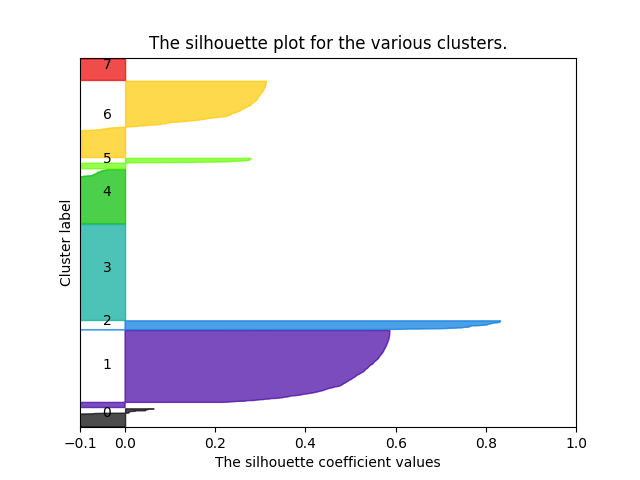 The silhouette plot for the various clusters.
7
6
5
4
3
2
1
0
Cluster label
−0.1 0.0 0.2 0.4 0.6 0.8 1.0
The silhouette coefficient values